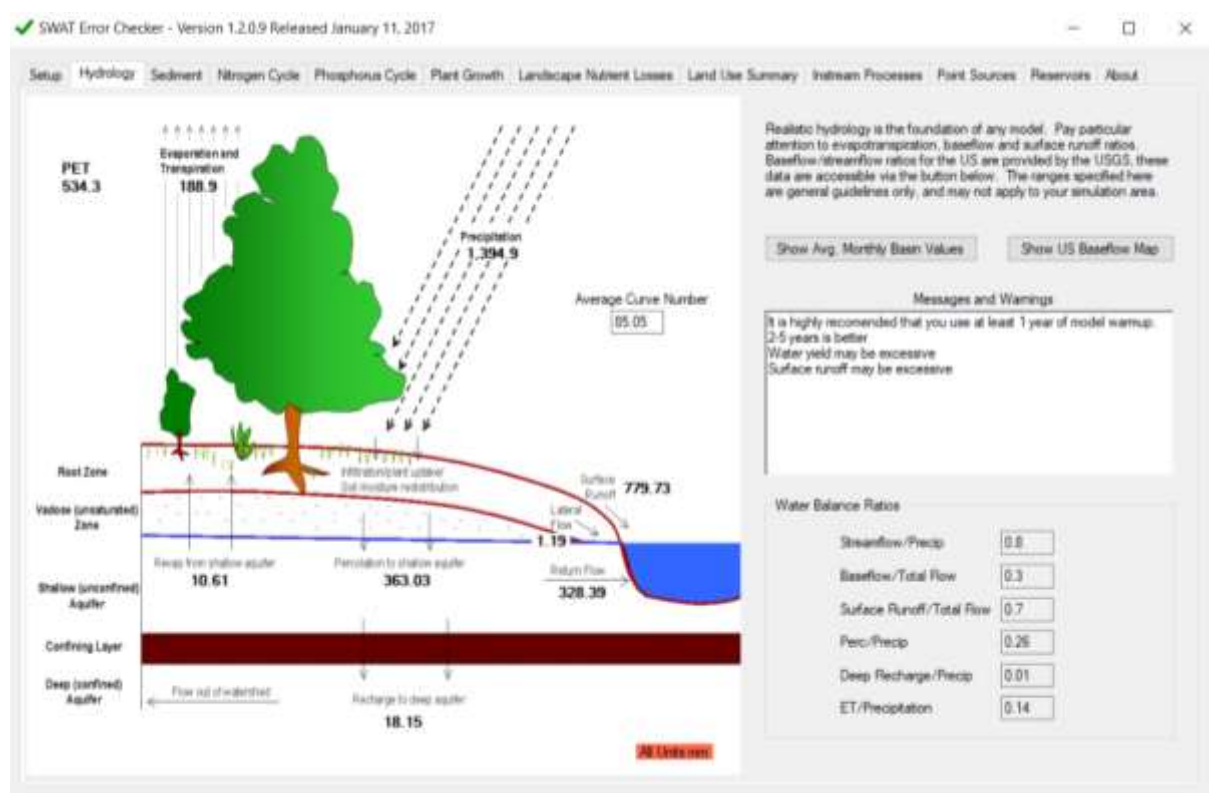 SWAT Error Checker - Version 1.2.0.9 Released January 11, 2017
Setup Hydrology Sediment Nitrogen Cycle Phosphorus Cycle Plant Growth Landscape Nutrient Losses Land Use Summary Instream Processes Point Sources Reservoirs About
PET
534.3
Evaporation and
Transpiration
188.9
Precipitation
1,394.9
Average Curve Number
85.05
Root Zone
Vadose (unsaturated)
Zone
Shallow (unconfined)
Aquifer
Confining Layer
Deep (confined)
Aquifer
Infiltration/plant uptake/
Soil moisture redistribution
Surface
Runoff
779.73
Lateral
Flow
1.19
Revap from shallow aquifer
10.61
Percolation to shallow aquifer
363.03
Return Flow
328.39
Flow out of watershed
Recharge to deep aquifer
18.15
All Units mm
Realistic hydrology is the foundation of any model. Pay particular
attention to evapotranspiration, baseflow and surface runoff ratios.
Baseflow/streamflow ratios for the US are provided by the USGS, these
data are accessible via the button below. The ranges specified here
are general guidelines only, and may not apply to your simulation area.
Show Avg. Monthly Basin Values
Show US Baseflow Map
Messages and Warnings
It is highly recomended that you use at least 1 year of model warmup.
2-5 years is better
Water yield may be excessive
Surface runoff may be excessive
Water Balance Ratios
Streamflow/Precip 0.8
Baseflow/Total Flow 0.3
Surface Runoff/Total Flow 0.7
Perc/Precip 0.26
Deep Recharge/Precip 0.01
ET/Precipitation 0.14